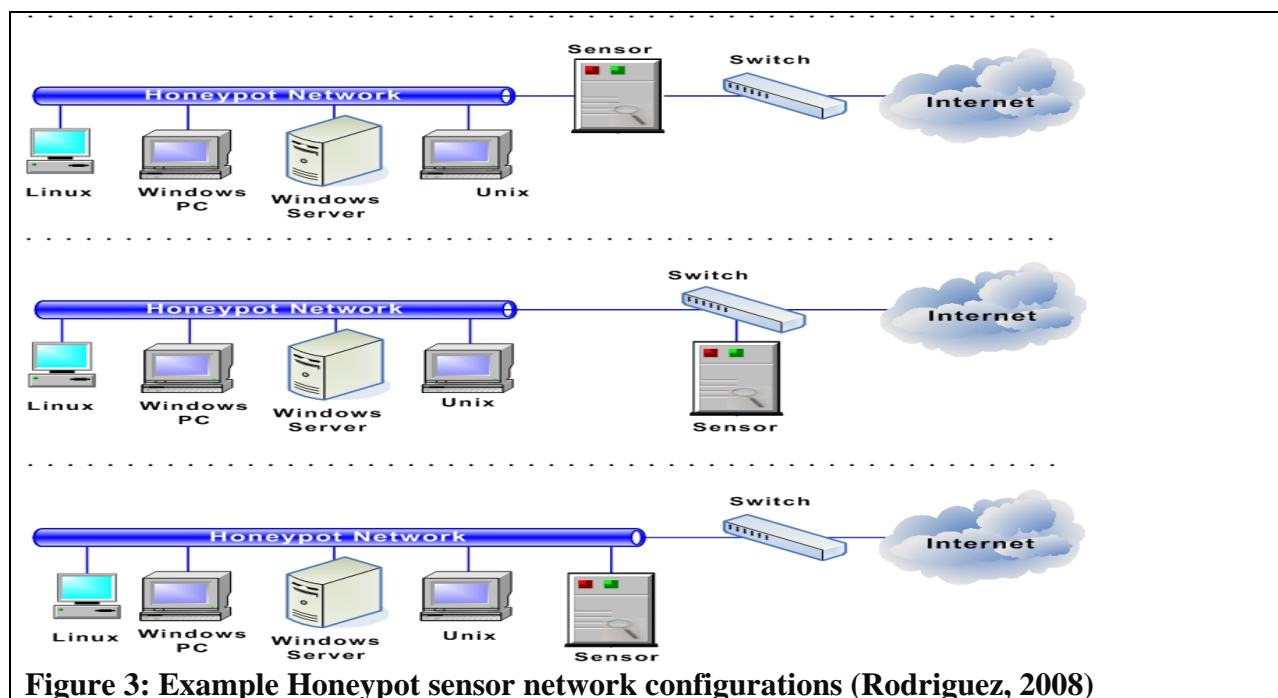 Sensor
Switch
Honeypot Network
Internet
Linux
Windows
PC
Windows
Server
Unix
Switch
Honeypot Network
Internet
Linux
Windows
PC
Windows
Server
Unix
Sensor
Switch
Honeypot Network
Internet
Linux
Windows
PC
Windows
Server
Unix
Sensor
Figure 3: Example Honeypot sensor network configurations (Rodriguez, 2008)